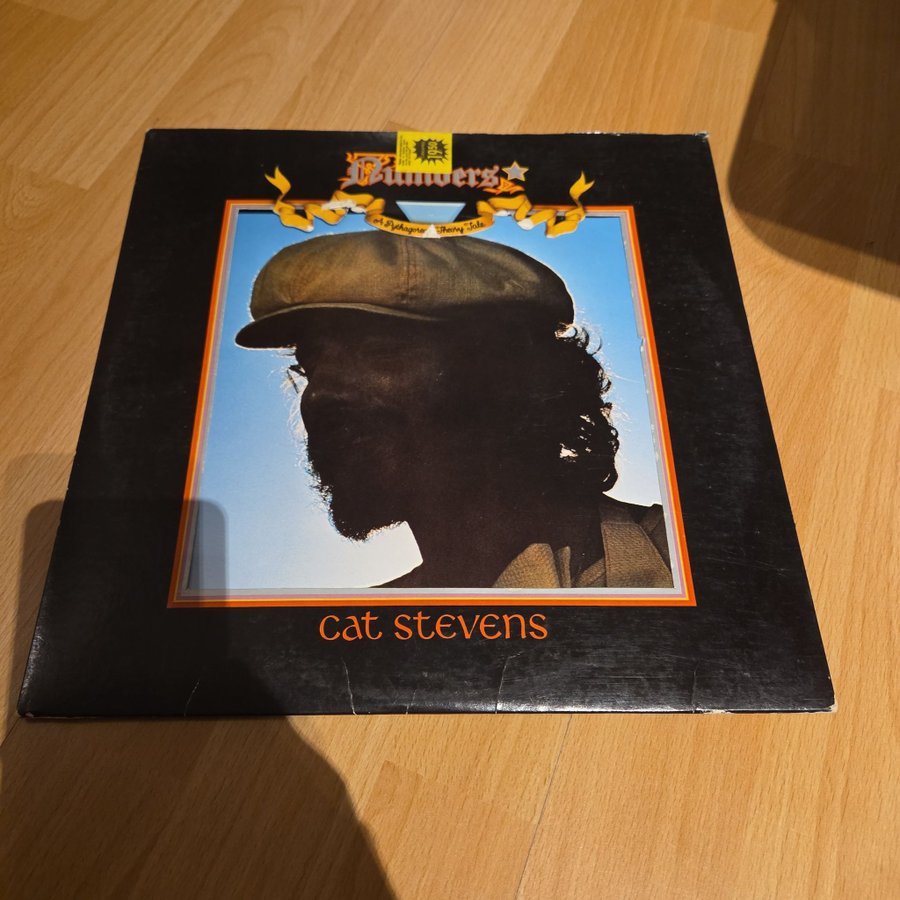 Numbers
A Pythagorean Theory Tale
cat stevens